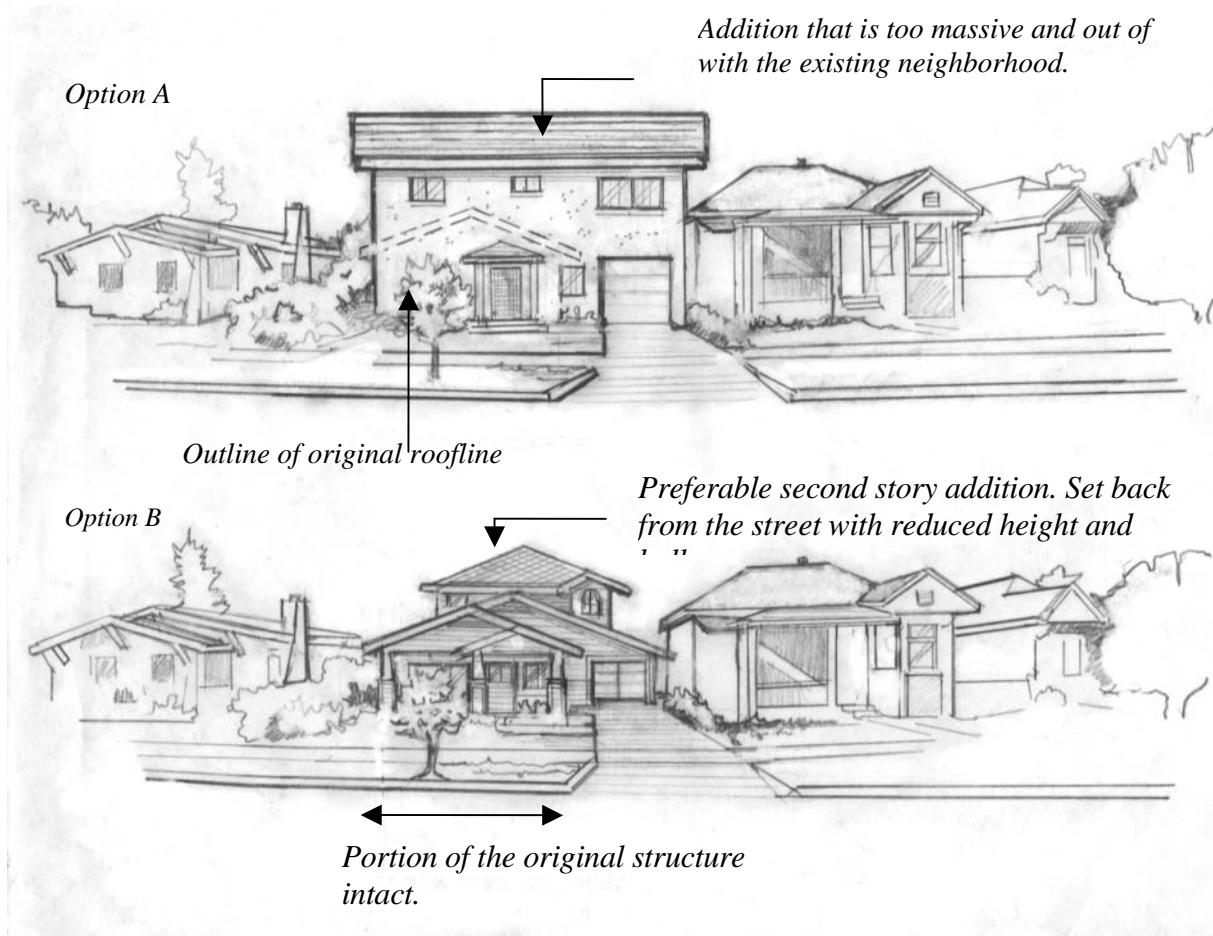 Addition that is too massive and out of
with the existing neighborhood.
Option A
Outline of original roofline
Preferable second story addition. Set back
Option B
from the street with reduced height and
Portion of the original structure
intact.